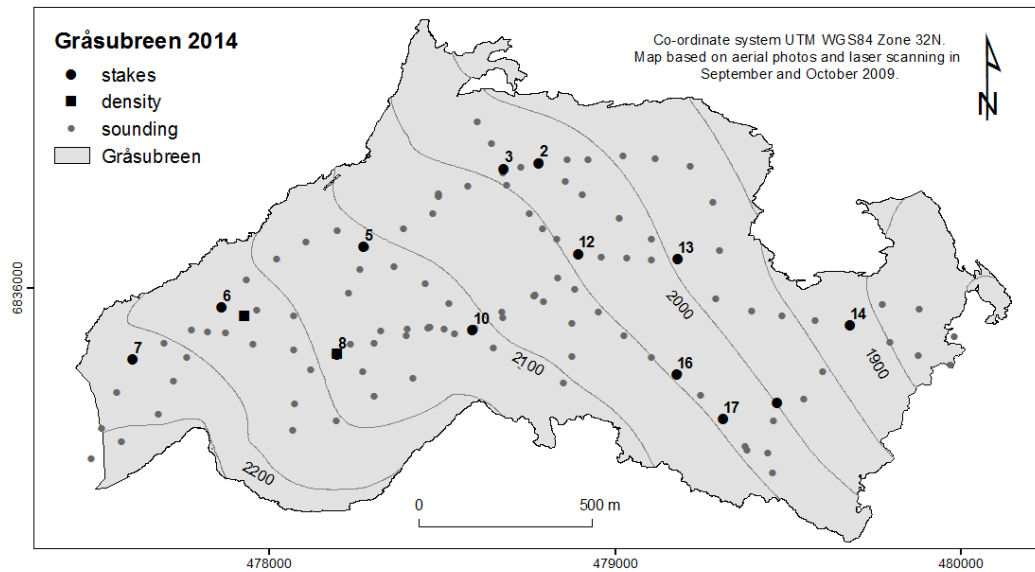 Gråsubreen 2014
stakes
density
sounding
Gråsubreen
Co-ordinate system UTM WGS84 Zone 32N.
Map based on aerial photos and laser scanning in
September and October 2009.
N
3
2
5
12
13
6
8
10
14
7
16
17
2000
1900
2100
2200
0
500 m
6836000
478000
479000
480000